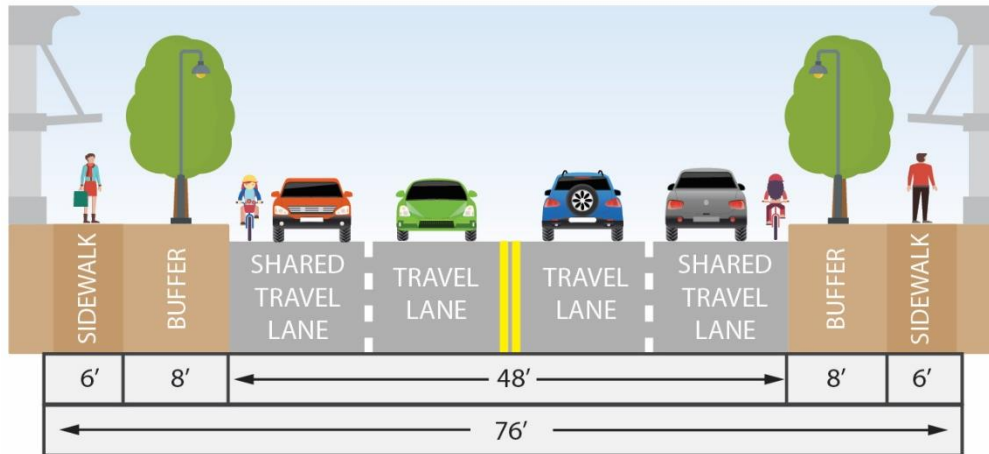 SIDEWALK
BUFFER
SHARED
TRAVEL
LANE
TRAVEL
LANE
TRAVEL
LANE
SHARED
TRAVEL
LANE
BUFFER
SIDEWALK
6’
8’
48’
8’
6’
76’